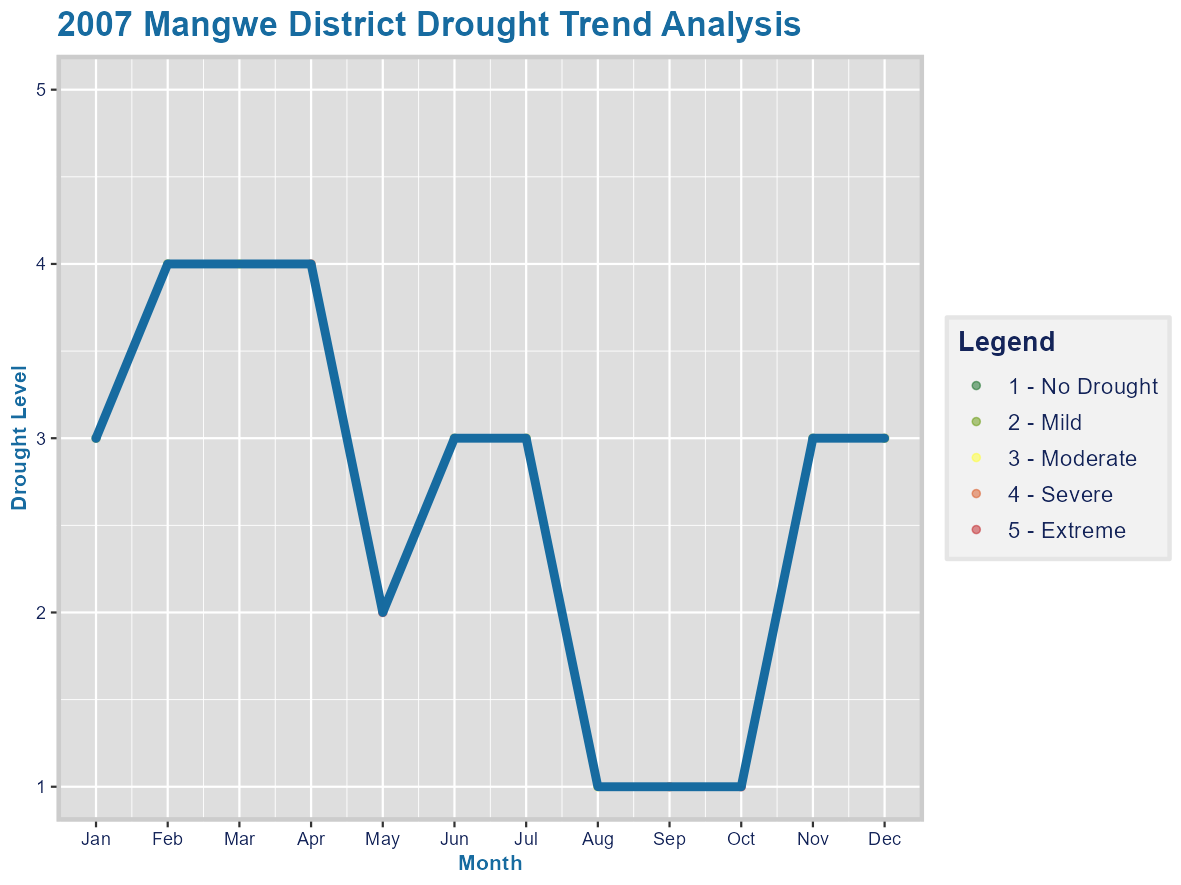 2007 Mangwe District Drought Trend Analysis
5
4
3
2
1
Drought Level
Jan Feb Mar Apr May Jun Jul Aug Sep Oct Nov Dec
Month
Legend
1 - No Drought
2 - Mild
3 - Moderate
4 - Severe
5 - Extreme